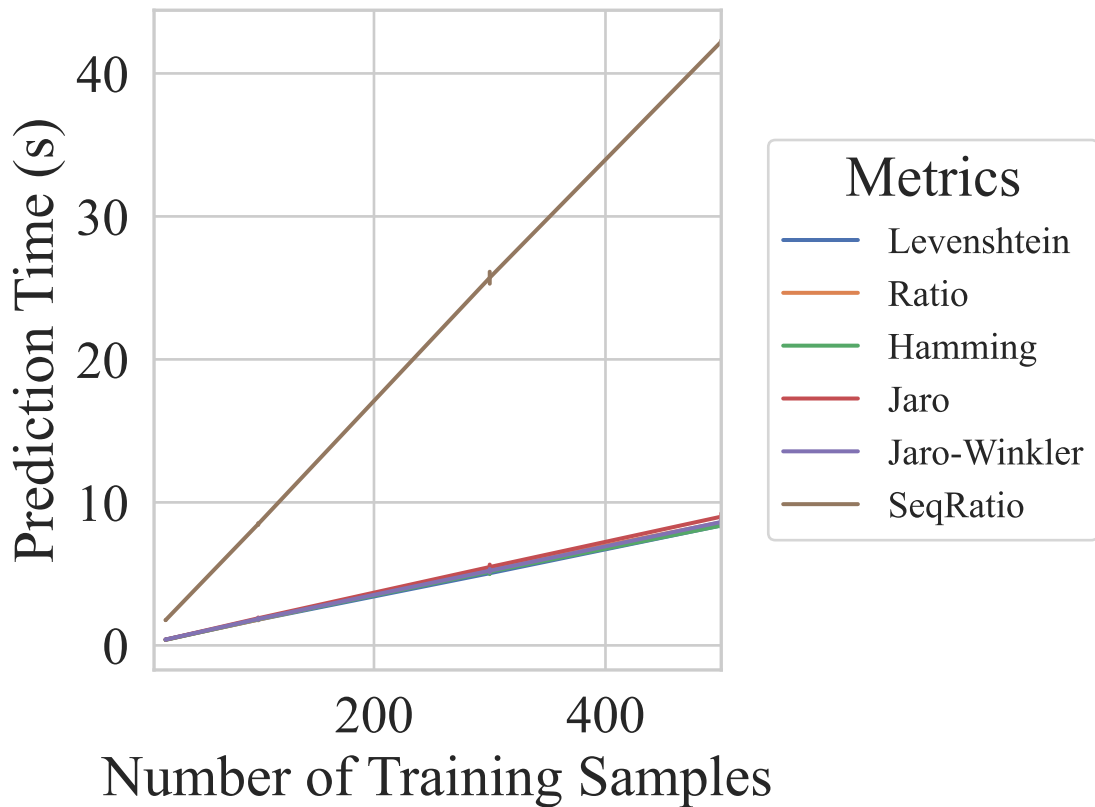 Prediction Time (s)
40
30
20
10
0
200
400
Number of Training Samples
Metrics
Levenshtein
Ratio
Hamming
Jaro
Jaro-Winkler
SeqRatio